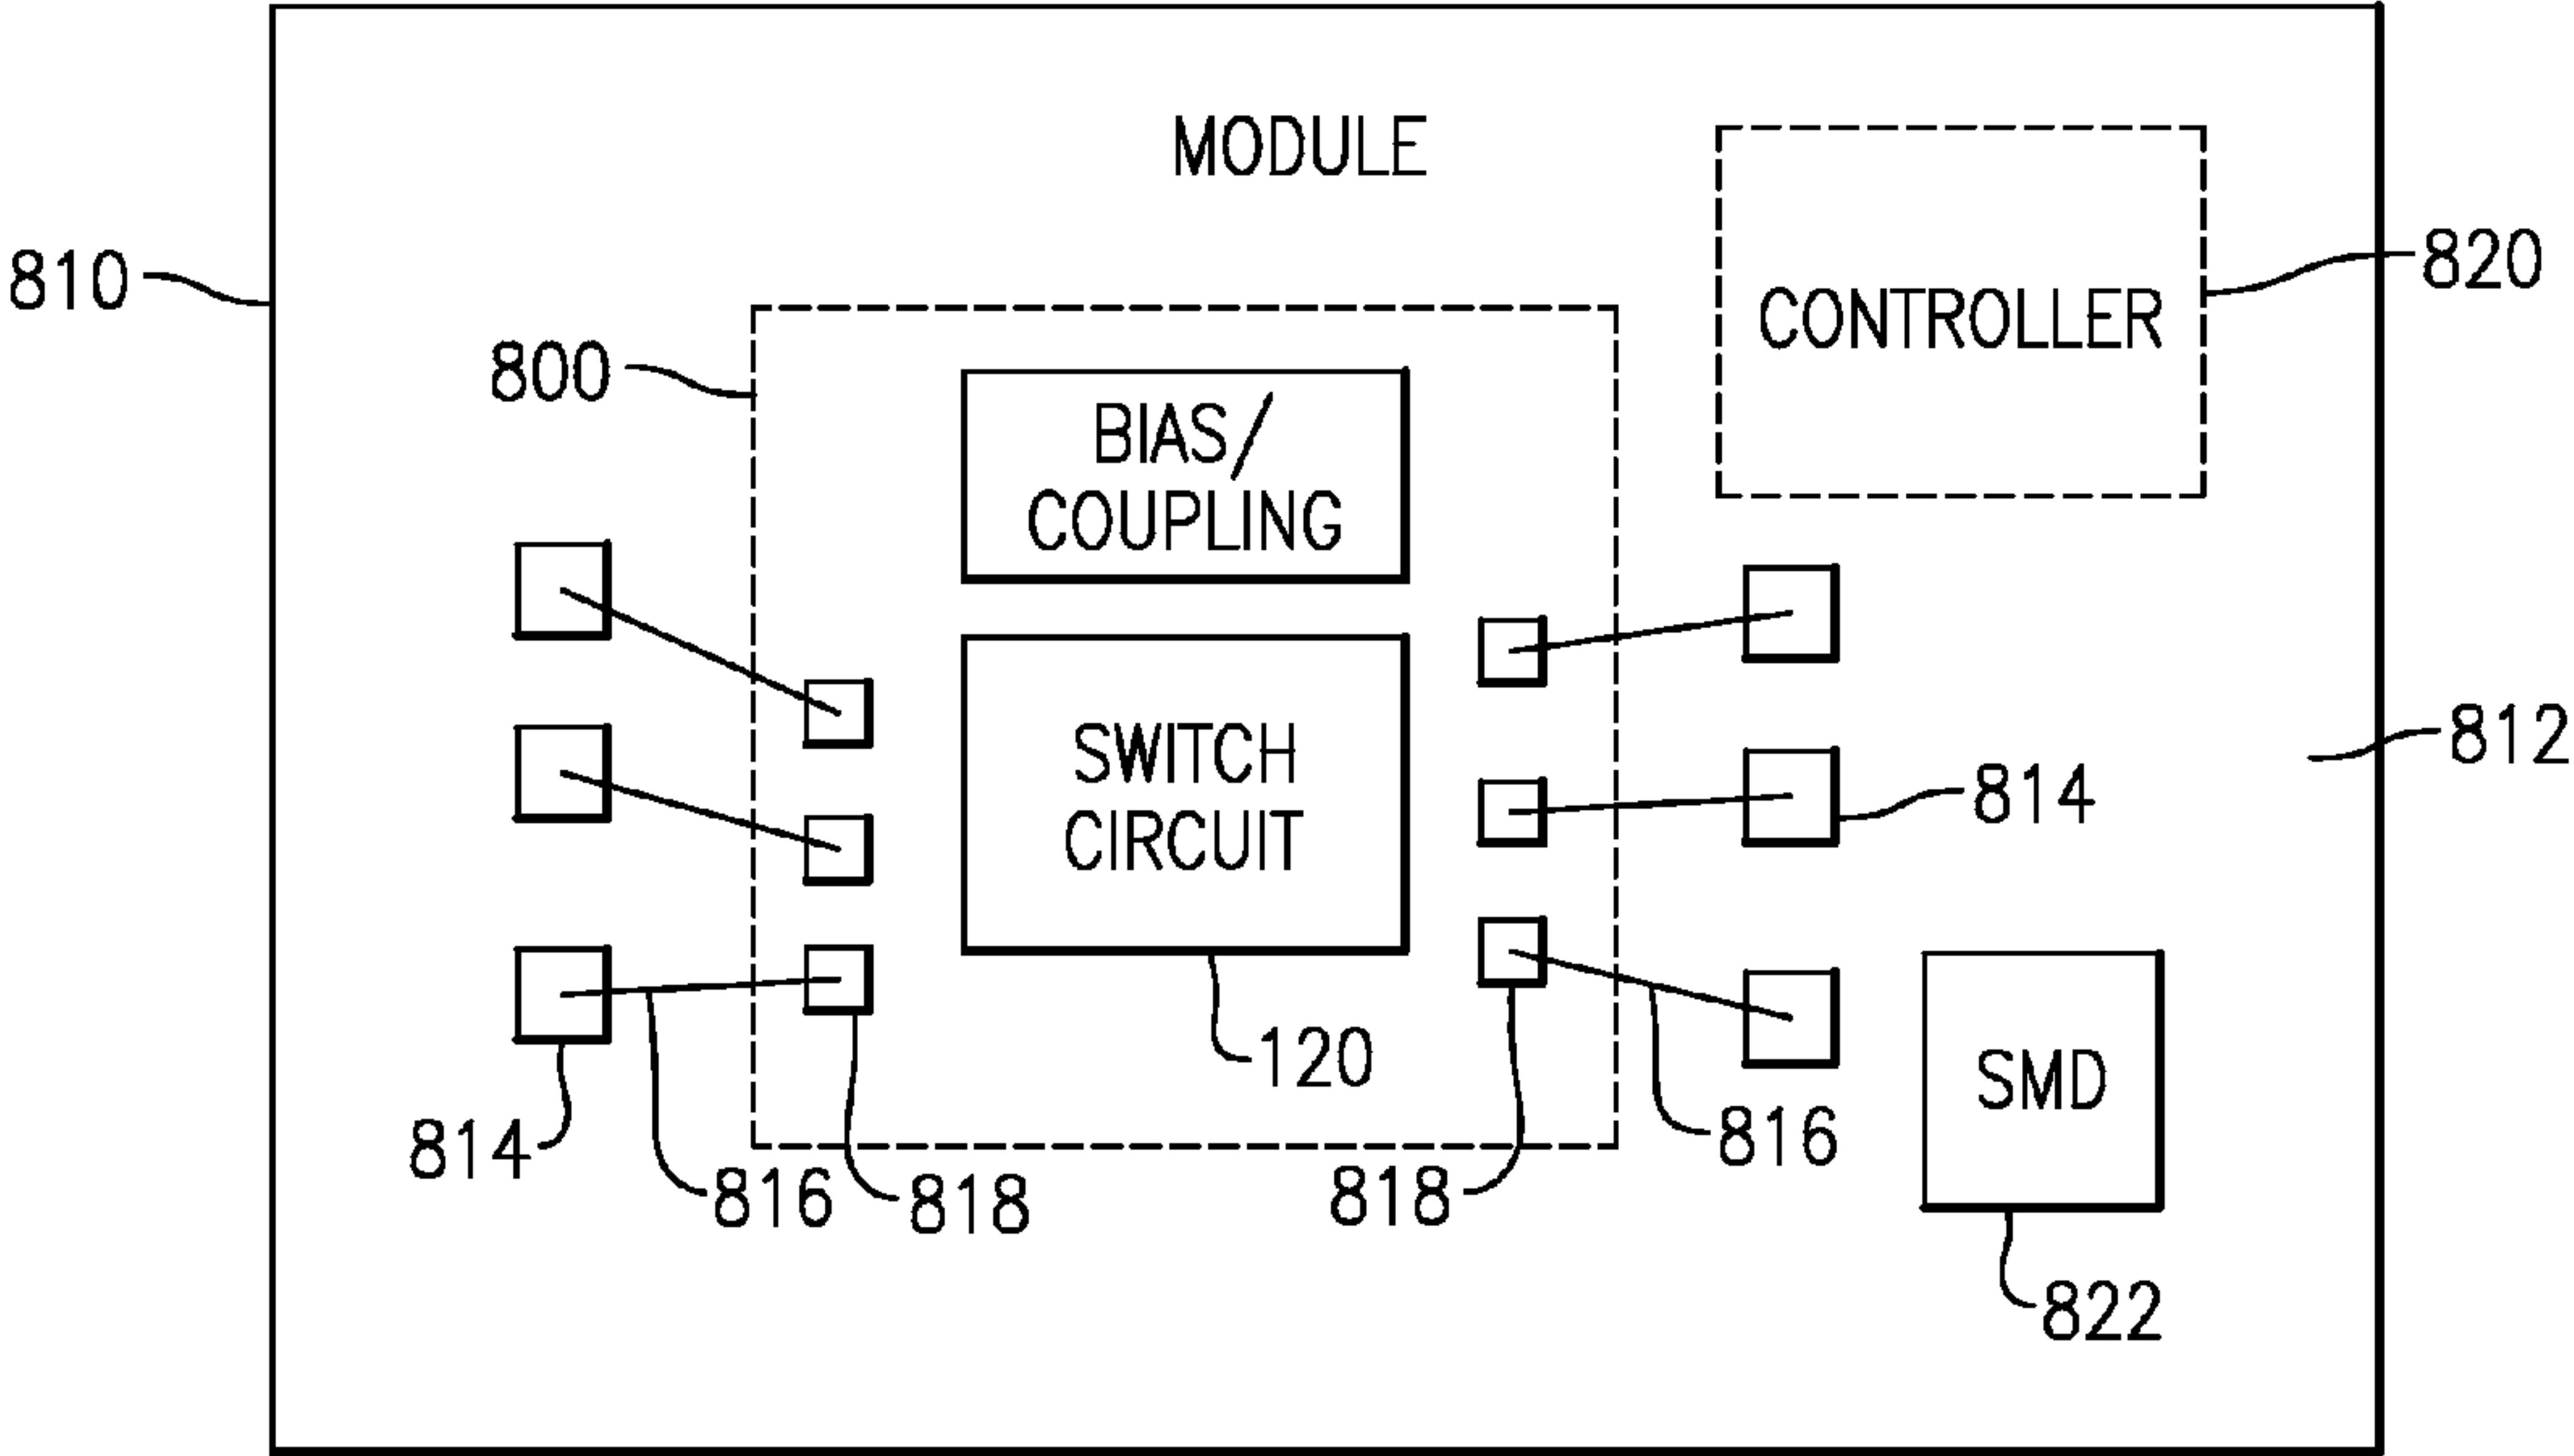 MODULE
810
820
CONTROLLER
800
BIAS/
COUPLING
812
SWITCH
CIRCUIT
814
120
SMD
814
816
818
818
816
822